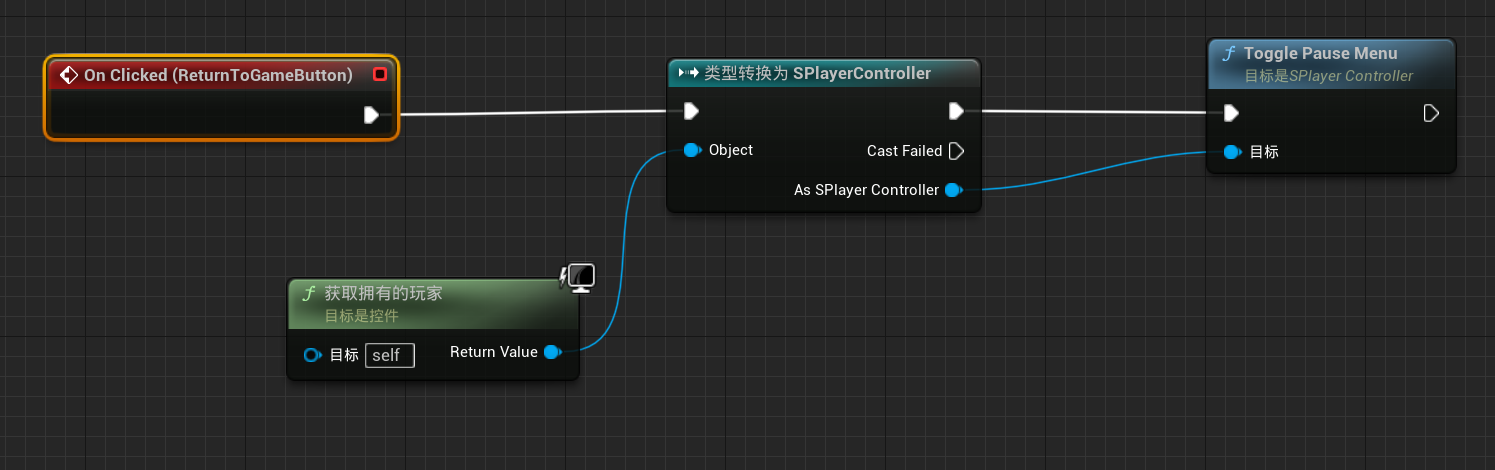 On Clicked (ReturnToGameButton)
类型转换为 SPlayerController
Object
Cast Failed
As SPlayer Controller
f Toggle Pause Menu
目标是SPlayer Controller
目标
f 获取拥有的玩家
目标是控件
目标 self
Return Value